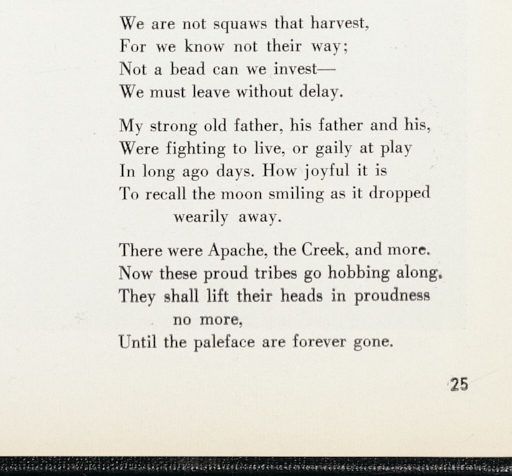 We are not squaws that harvest,
For we know not their way;
Not a bead can we invest—
We must leave without delay.
My strong old father, his father and his,
Were fighting to live, or gaily at play
In long ago days. How joyful it is
To recall the moon smiling as it dropped
wearily away.
There were Apache, the Creek, and more.
Now these proud tribes go hobbing along.
They shall lift their heads in proudness
no more,
Until the paleface are forever gone.
25